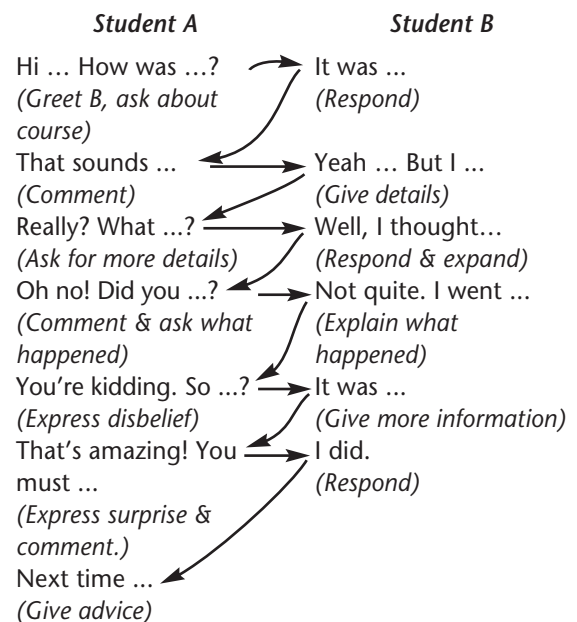 Student A
Student B
Hi … How was …?
(Greet B, ask about
course)
It was ...
(Respond)
That sounds ...
(Comment)
Yeah … But I ...
(Give details)
Really? What ...?
(Ask for more details)
Well, I thought…
(Respond & expand)
Oh no! Did you ...?
(Comment & ask what
happened)
Not quite. I went ...
(Explain what
happened)
You're kidding. So ...?
(Express disbelief)
It was ...
(Give more information)
That's amazing! You
must ...
(Express surprise &
comment.)
I did.
(Respond)
Next time ...
(Give advice)